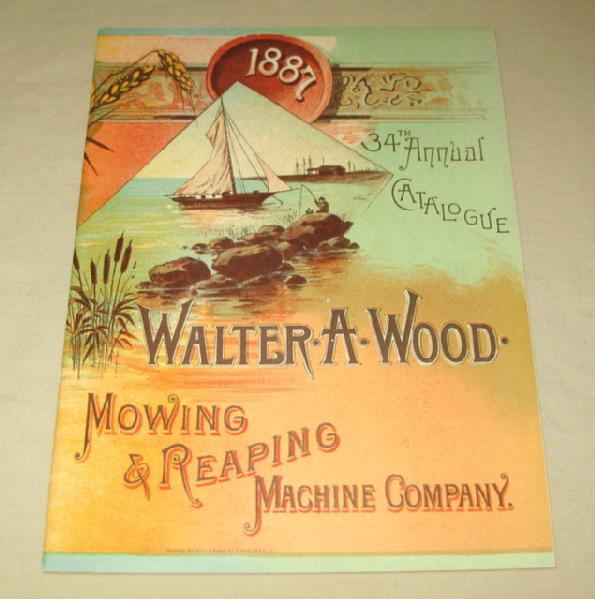 1887
34TH Annual
Catalogue
WALTER·A·WOOD·
MOWING
& REAPING
MACHINE COMPANY.